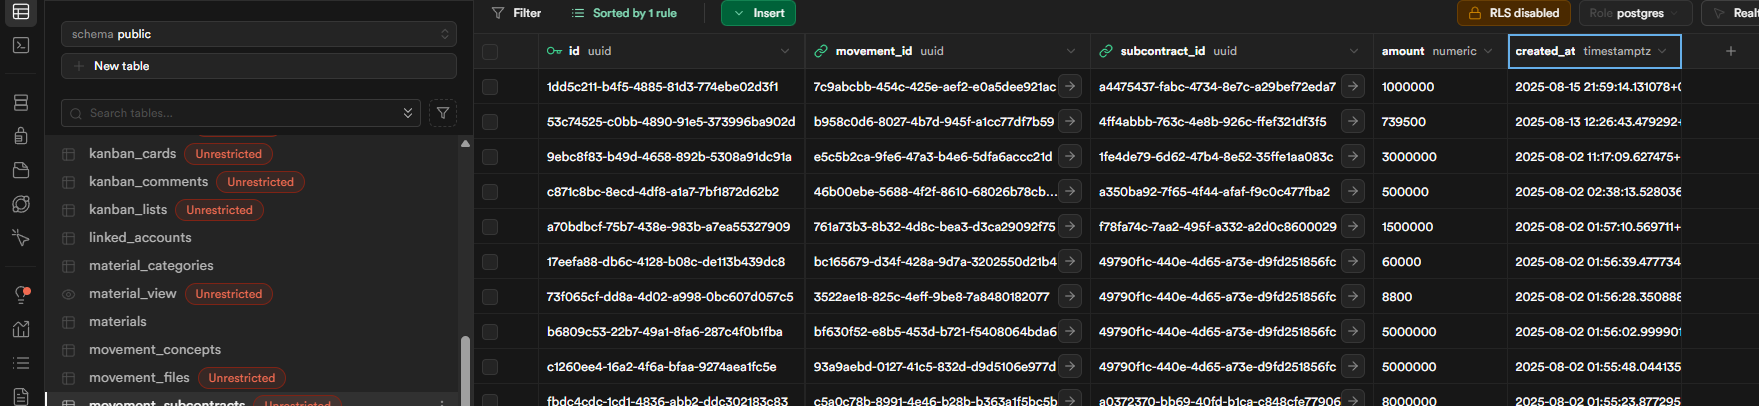 Filter Sorted by 1 rule Insert RLS disabled Role postgres Realt
schema public
New table
Search tables...
kanban_cards Unrestricted
kanban_comments Unrestricted
kanban_lists Unrestricted
linked_accounts
material_categories
material_view Unrestricted
materials
movement_concepts
movement_files Unrestricted
movement_subcontracts Unrestricted
id uuid movement_id uuid subcontract_id uuid amount numeric created_at timestamptz
1dd5c211-b4f5-4885-81d3-774ebe02d3f1 7c9abcbb-454c-425e-aef2-e0a5dee921ac a4475437-fabc-4734-8e7c-a29bef72eda7 1000000 2025-08-15 21:59:14.131078+0
53c74525-c0bb-4890-91e5-373996ba902d b958c0d6-8027-4b7d-945f-a1cc77df7b59 4ff4abbb-763c-4e8b-926c-ffef321df3f5 739500 2025-08-13 12:26:43.479292+
9ebc8f83-b49d-4658-892b-5308a91dc91a e5c5b2ca-9fe6-47a3-b4e6-5dfa6accc21d 1fe4de79-6d62-47b4-8e52-35ffe1aa083c 3000000 2025-08-02 11:17:09.627475+
c871c8bc-8ecd-4df8-a1a7-7bf1872d62b2 46b00ebe-5688-4f2f-8610-68026b78cb... a350ba92-7f65-4f44-afaf-f9c0c477fba2 500000 2025-08-02 02:38:13.528036
a70bdbcf-75b7-438e-983b-a7ea55327909 761a73b3-8b32-4d8c-bea3-d3ca29092f75 f78fa74c-7aa2-495f-a332-a2d0c8600029 1500000 2025-08-02 01:57:10.569711+
17eefa88-db6c-4128-b08c-de113b439dc8 bc165679-d34f-428a-9d7a-3202550d21b4 49790f1c-440e-4d65-a73e-d9fd251856fc 60000 2025-08-02 01:56:39.477734
73f065cf-dd8a-4d02-a998-0bc607d057c5 3522ae18-825c-4eff-9be8-7a8480182077 49790f1c-440e-4d65-a73e-d9fd251856fc 8800 2025-08-02 01:56:28.350888
b6809c53-22b7-49a1-8fa6-287c4f0b1fba bf630f52-e8b5-453d-b721-f5408064bda6 49790f1c-440e-4d65-a73e-d9fd251856fc 5000000 2025-08-02 01:56:02.999901
c1260ee4-16a2-4f6a-bfaa-9274aea1fc5e 93a9aebd-0127-41c5-832d-d9d5106e977d 49790f1c-440e-4d65-a73e-d9fd251856fc 5000000 2025-08-02 01:55:48.044135
fbdc4cdc-1cd1-4836-abb2-ddc302183c83 c5a0c78b-8991-4e46-b28b-b363a1f5bc5b a0372370-bb69-40fd-b1ca-c848cfe77906 8000000 2025-08-02 01:55:23.877295